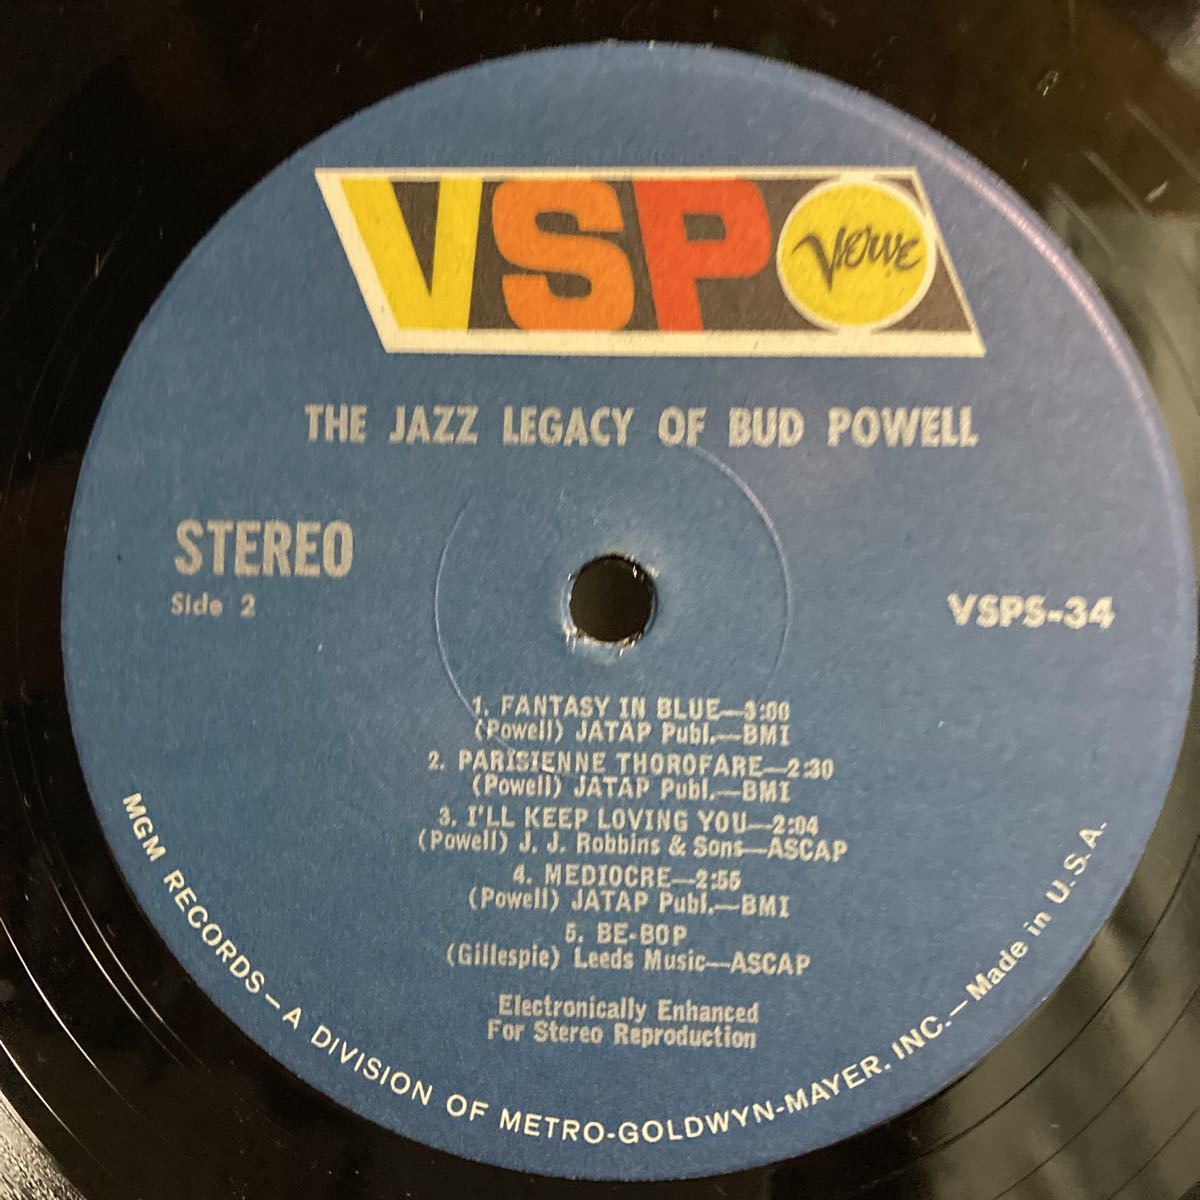 VSP Verve
THE JAZZ LEGACY OF BUD POWELL
STEREO
Side 2
VSPS-34
1. FANTASY IN BLUE—3:00
(Powell) JATAP Publ.—BMI
2. PARISIENNE THOROFARE—2:30
(Powell) JATAP Publ.—BMI
3. I'LL KEEP LOVING YOU—2:04
(Powell) J. J. Robbins & Sons—ASCAP
4. MEDIOCRE—2:56
(Powell) JATAP Publ.—BMI
5. BE-BOP
(Gillespie) Leeds Music—ASCAP
Electronically Enhanced
For Stereo Reproduction
MGM RECORDS—A DIVISION OF METRO-GOLDWYN-MAYER, INC.—Made in U.S.A.